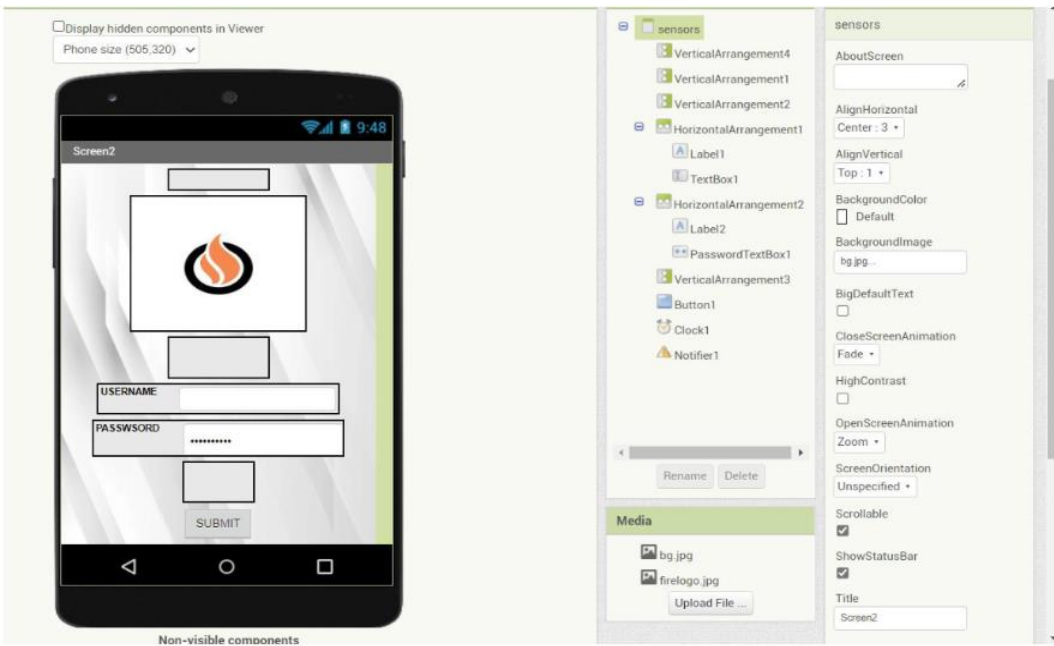 Display hidden components in Viewer
Phone size (505,320)
9:48
Screen2
USERNAME
PASSWSORD
••••••••••
SUBMIT
Non-visible components
sensors
VerticalArrangement4
VerticalArrangement1
VerticalArrangement2
HorizontalArrangement1
Label1
TextBox1
HorizontalArrangement2
Label2
PasswordTextBox1
VerticalArrangement3
Button1
Clock1
Notifier1
Rename Delete
Media
bg.jpg
firelogo.jpg
Upload File ...
sensors
AboutScreen
AlignHorizontal
Center : 3
AlignVertical
Top : 1
BackgroundColor
Default
BackgroundImage
bg.jpg...
BigDefaultText
CloseScreenAnimation
Fade
HighContrast
OpenScreenAnimation
Zoom
ScreenOrientation
Unspecified
Scrollable
ShowStatusBar
Title
Screen2